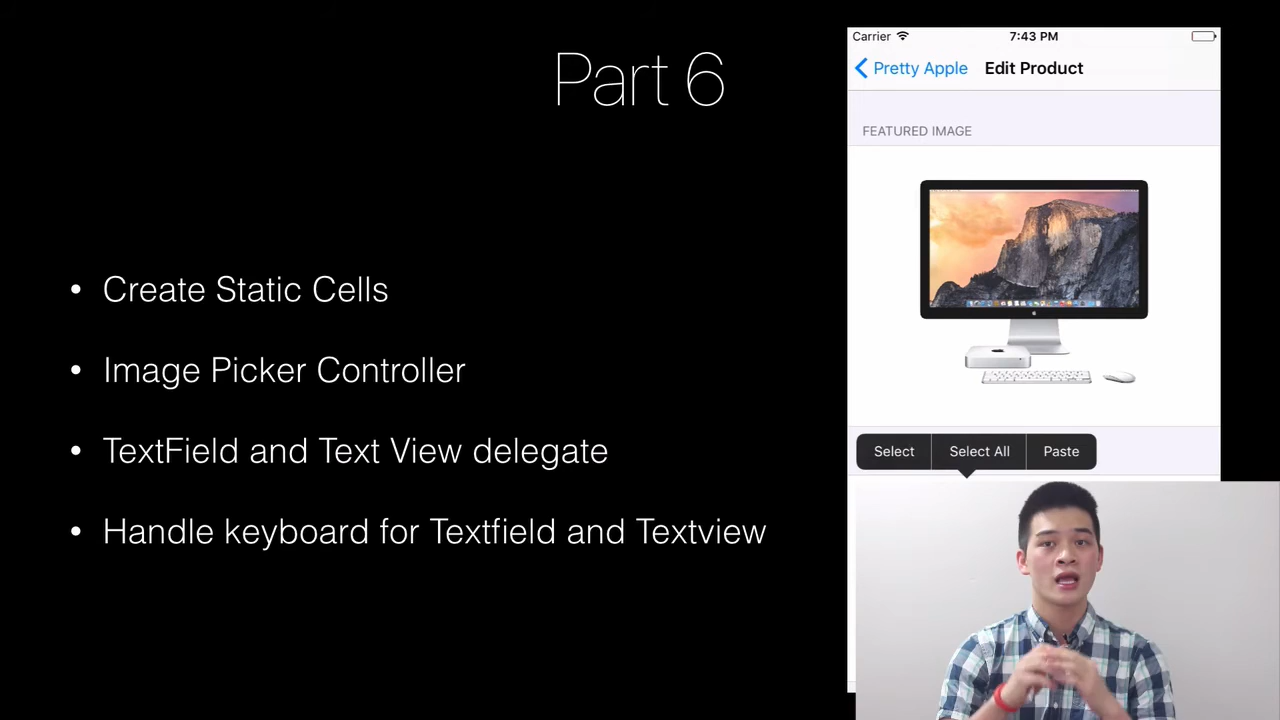 Part 6
• Create Static Cells
• Image Picker Controller
• TextField and Text View delegate
• Handle keyboard for Textfield and Textview
Carrier 7:43 PM
Pretty Apple Edit Product
FEATURED IMAGE
Select Select All Paste